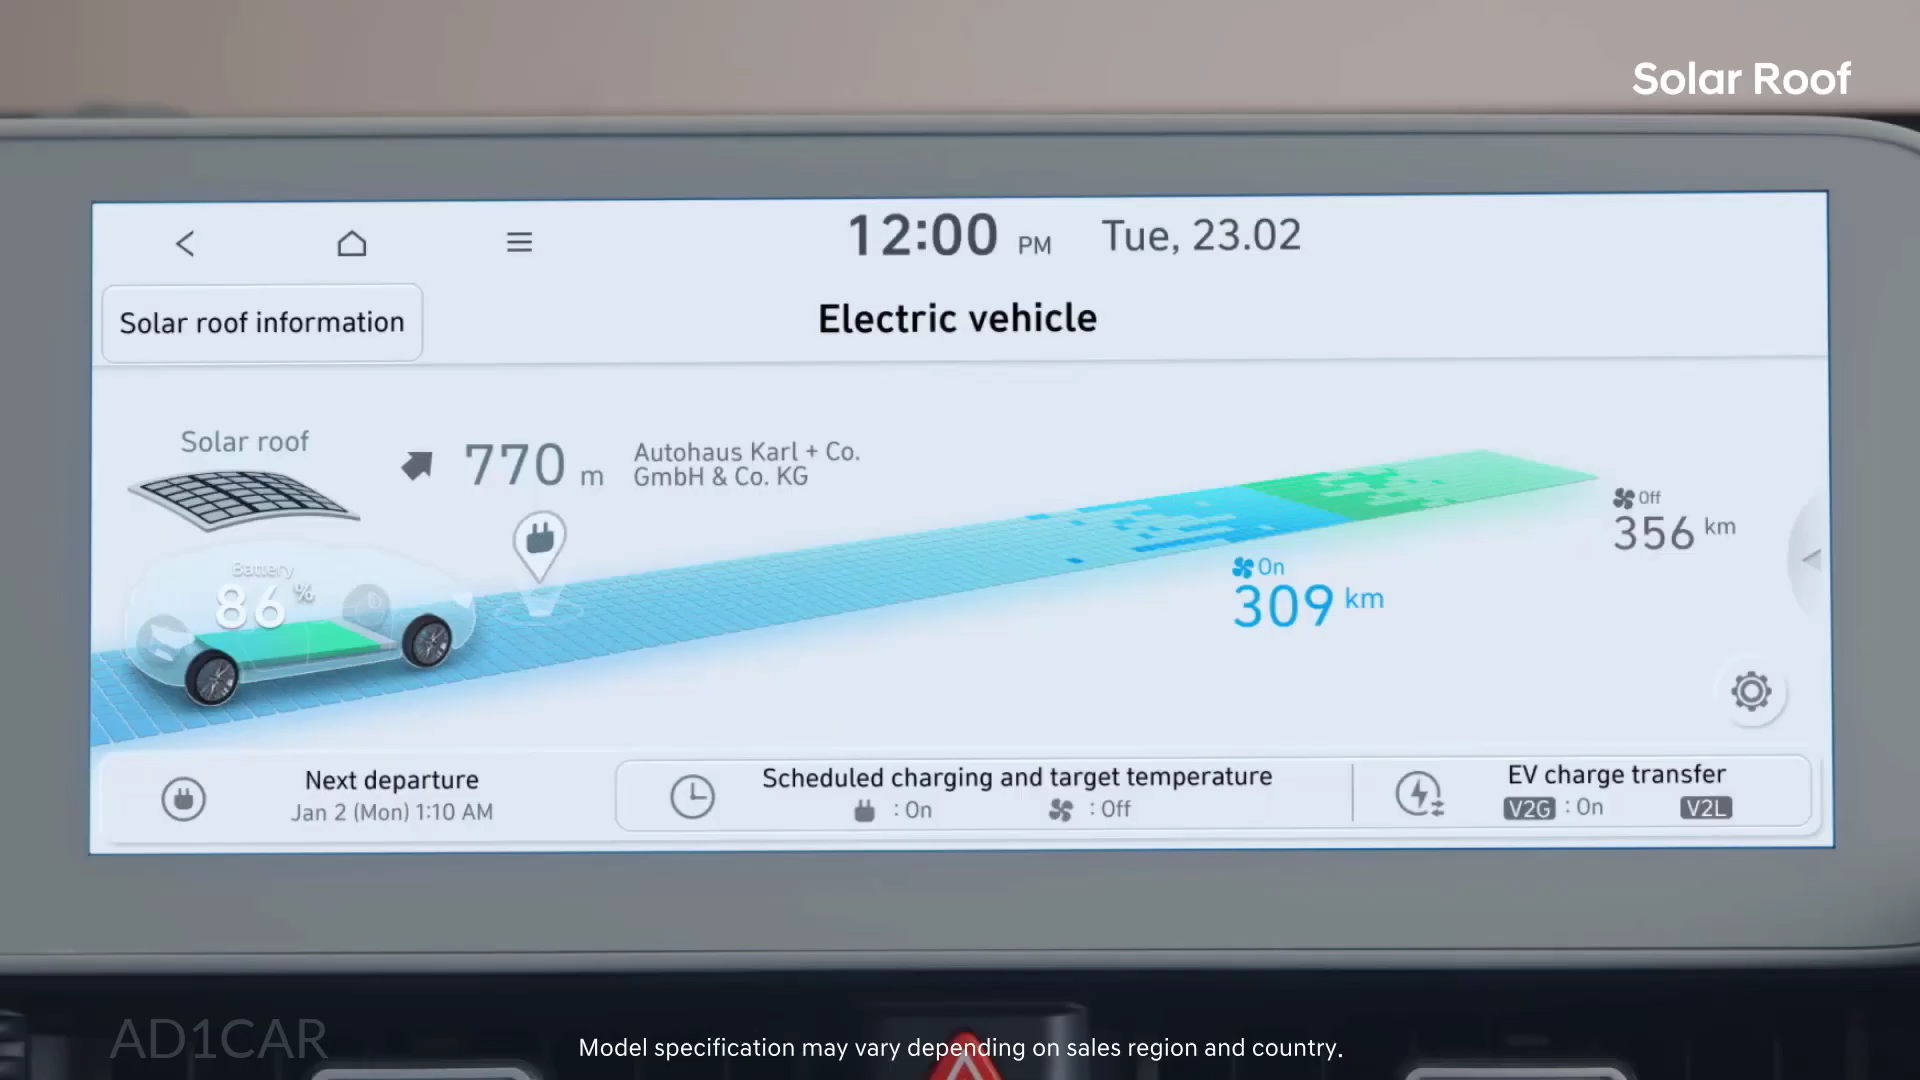 Solar Roof
12:00 PM Tue, 23.02
Solar roof information
Electric vehicle
Solar roof
770 m
Autohaus Karl + Co.
GmbH & Co. KG
Off
356 km
On
309 km
Battery
86 %
Next departure
Jan 2 (Mon) 1:10 AM
Scheduled charging and target temperature
: On : Off
EV charge transfer
V2G : On V2L
AD1CAR
Model specification may vary depending on sales region and country.